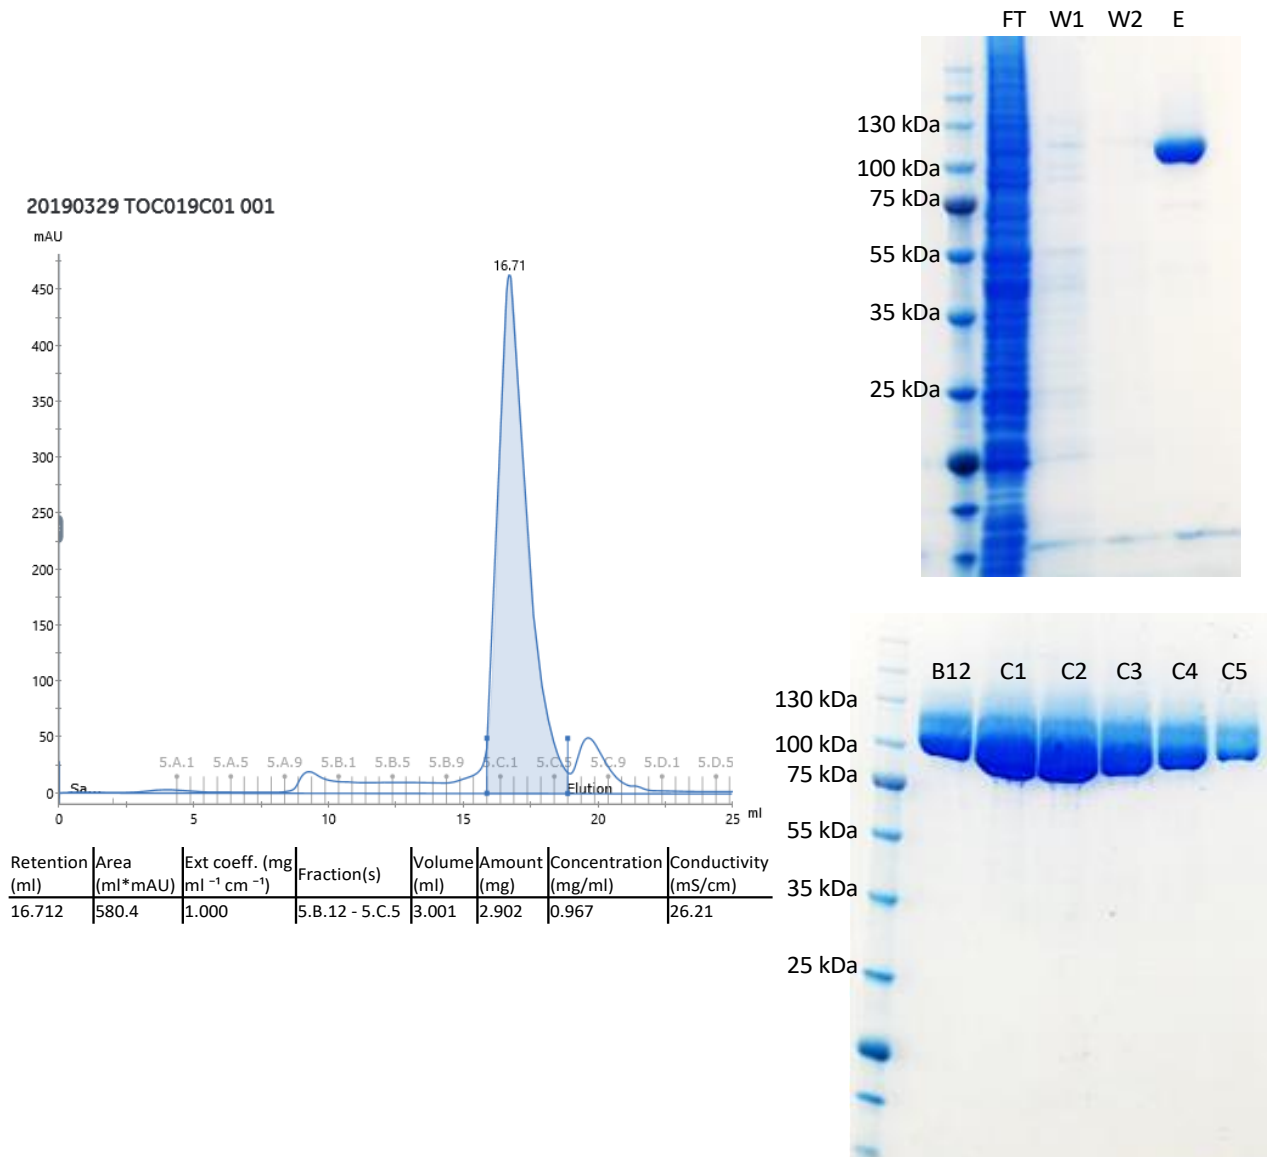 FT W1 W2 E
130 kDa
100 kDa
75 kDa
55 kDa
35 kDa
25 kDa
20190329 TOC019C01 001
mAU
16.71
450
400
350
300
250
200
150
100
50
0
5.A.1 5.A.5 5.A.9 5.B.1 5.B.5 5.B.9 5.C.1 5.C.5 5.C.9 5.D.1 5.D.5
Sa... Elution
0 5 10 15 20 25 ml
Retention (ml) Area (ml*mAU) Ext coeff. (mg ml ⁻¹ cm ⁻¹) Fraction(s) Volume (ml) Amount (mg) Concentration (mg/ml) Conductivity (mS/cm)
16.712 580.4 1.000 5.B.12 - 5.C.5 3.001 2.902 0.967 26.21
B12 C1 C2 C3 C4 C5
130 kDa
100 kDa
75 kDa
55 kDa
35 kDa
25 kDa